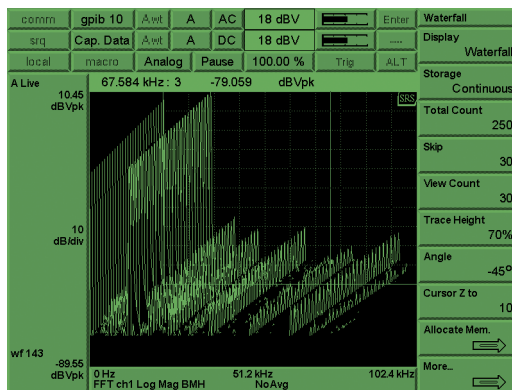 comm gpib 10 Awt A AC 18 dBV Enter Waterfall
srq Cap. Data Awt A DC 18 dBV ---- Display
Waterfall
local macro Analog Pause 100.00 % Trig ALT
A Live 67.584 kHz : 3 -79.059 dBVpk
Storage
Continuous
10.45
dBVpk
SRS
Total Count
250
Skip
30
View Count
30
10
dB/div
Trace Height
70%
Angle
-45°
Cursor Z to
10
Allocate Mem.
wf 143
-89.55
dBVpk
0 Hz 51.2 kHz 102.4 kHz
FFT ch1 Log Mag BMH NoAvg
More...